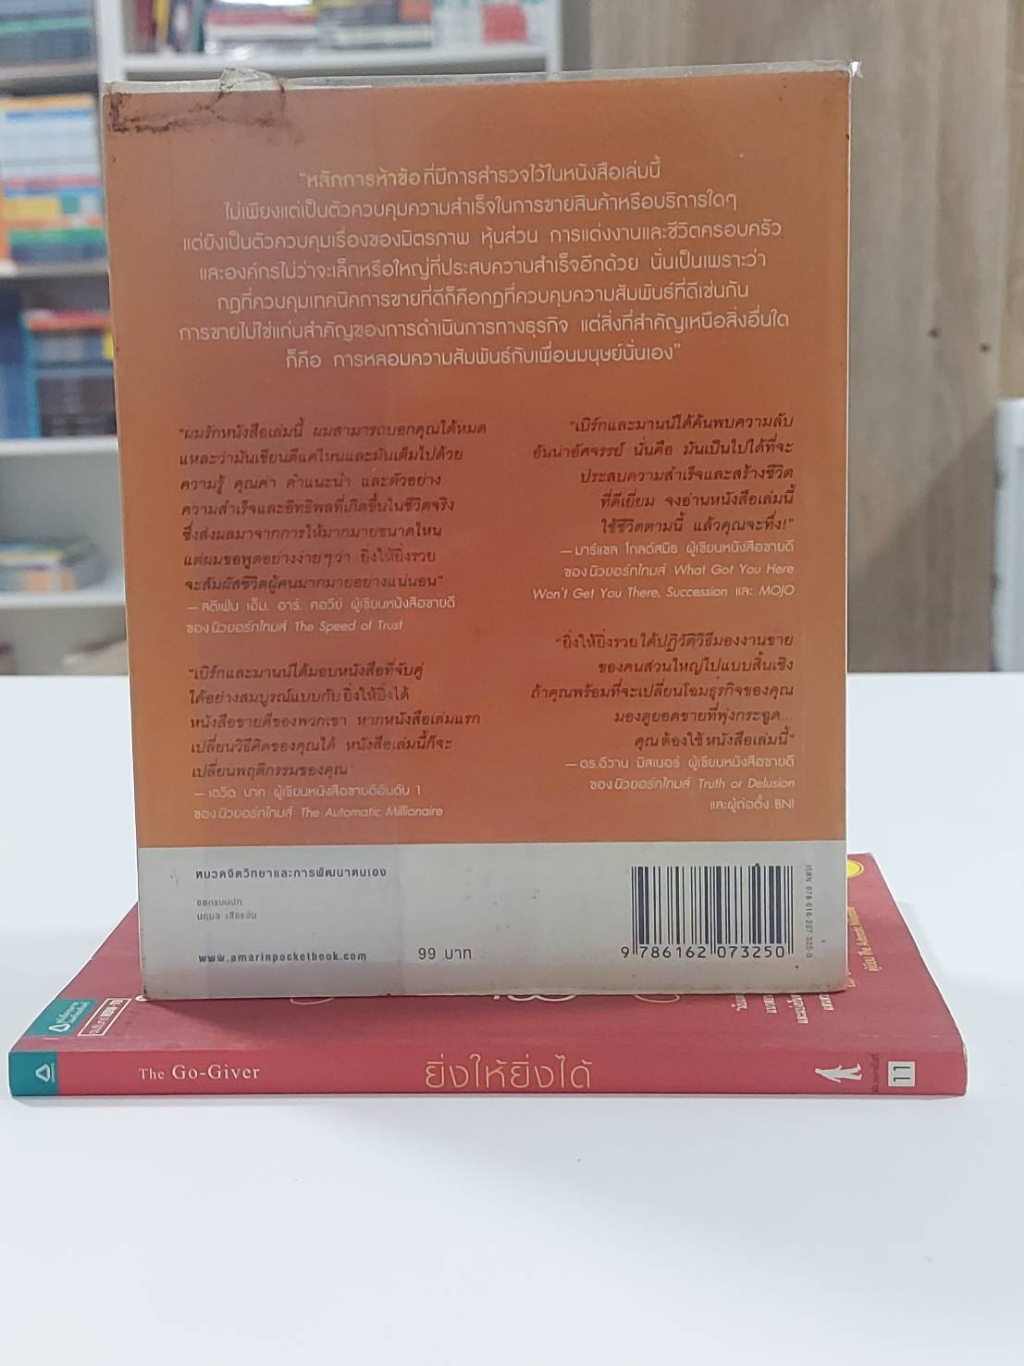 "หลักการห้าข้อที่มีการสำรวจไว้ในหนังสือเล่มนี้
ไม่เพียงแต่เป็นตัวควบคุมความสำเร็จในการขายสินค้าหรือบริการใดๆ
แต่ยังเป็นตัวควบคุมเรื่องของมิตรภาพ หุ้นส่วน การแต่งงานและชีวิตครอบครัว
และองค์กรไม่ว่าจะเล็กหรือใหญ่ที่ประสบความสำเร็จอีกด้วย นั่นเป็นเพราะว่า
กฎที่ควบคุมเทคนิคการขายที่ดีก็คือกฎที่ควบคุมความสัมพันธ์ที่ดีเช่นกัน
การขายไม่ใช่แก่นสำคัญของการดำเนินการทางธุรกิจ แต่สิ่งที่สำคัญเหนือสิ่งอื่นใด
ก็คือ การหลอมความสัมพันธ์กับเพื่อนมนุษย์นั่นเอง"
"ผมรักหนังสือเล่มนี้ ผมสามารถบอกคุณได้หมด
แหละว่ามันเขียนดีแค่ไหนและมันเต็มไปด้วย
ความรู้ คุณค่า คำแนะนำ และตัวอย่าง
ความสำเร็จและอิทธิพลที่เกิดขึ้นในชีวิตจริง
ซึ่งส่งผลมาจากการให้มากมายขนาดไหน
แต่ผมขอพูดอย่างง่ายๆ ว่า ยิ่งให้ยิ่งรวย
จะสัมผัสชีวิตผู้คนมากมายอย่างแน่นอน"
— สตีเฟ่น เอ็ม. อาร์. คอวีย์ ผู้เขียนหนังสือขายดี
ของนิวยอร์กไทมส์ The Speed of Trust
"เบิร์กและมานน์ได้มอบหนังสือที่จับคู่
ได้อย่างสมบูรณ์แบบกับ ยิ่งให้ยิ่งได้
หนังสือขายดีของพวกเขา หากหนังสือเล่มแรก
เปลี่ยนวิธีคิดของคุณได้ หนังสือเล่มนี้ก็จะ
เปลี่ยนพฤติกรรมของคุณ"
— เดวิด บาค ผู้เขียนหนังสือขายดีอันดับ 1
ของนิวยอร์กไทมส์ The Automatic Millionaire
"เบิร์กและมานน์ได้ค้นพบความลับ
อันน่าอัศจรรย์ นั่นคือ มันเป็นไปได้ที่จะ
ประสบความสำเร็จและสร้างชีวิต
ที่ดีเยี่ยม จงอ่านหนังสือเล่มนี้
ใช้ชีวิตตามนี้ แล้วคุณจะทึ่ง!"
— มาร์แชล โกลด์สมิธ ผู้เขียนหนังสือขายดี
ของนิวยอร์กไทมส์ What Got You Here
Won't Get You There, Succession และ MOJO
"ยิ่งให้ยิ่งรวย ได้ปฏิวัติวิธีมองงานขาย
ของคนส่วนใหญ่ไปแบบสิ้นเชิง
ถ้าคุณพร้อมที่จะเปลี่ยนโฉมธุรกิจของคุณ
มองดูยอดขายที่พุ่งกระฉูด...
คุณต้องใช้ หนังสือเล่มนี้"
— ดร.อีวาน มิสเนอร์ ผู้เขียนหนังสือขายดี
ของนิวยอร์กไทมส์ Truth or Delusion
และผู้ก่อตั้ง BNI
หมวดจิตวิทยาและการพัฒนาตนเอง
ออกแบบปก
นฤมล เสือแจ่ม
www.amarinpocketbook.com
99 บาท
9 786162 073250
ISBN 978-616-207-325-0
The Go-Giver
ยิ่งให้ยิ่งได้
11